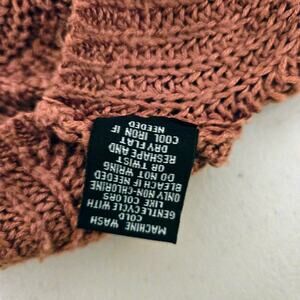 MACHINE WASH
COLD
GENTLE CYCLE WITH
LIKE COLORS
ONLY NON-CHLORINE
BLEACH IF NEEDED
DO NOT WRING
OR TWIST
RESHAPE AND
DRY FLAT
COOL IRON IF
NEEDED